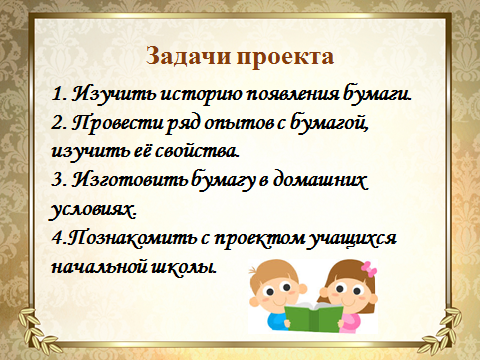 Задачи проекта
1. Изучить историю появления бумаги.
2. Провести ряд опытов с бумагой,
изучить её свойства.
3. Изготовить бумагу в домашних
условиях.
4.Познакомить с проектом учащихся
начальной школы.